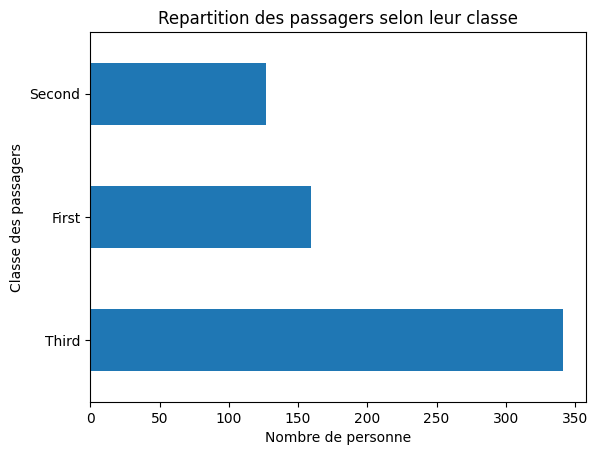 Repartition des passagers selon leur classe
Classe des passagers
Second
First
Third
0 50 100 150 200 250 300 350
Nombre de personne